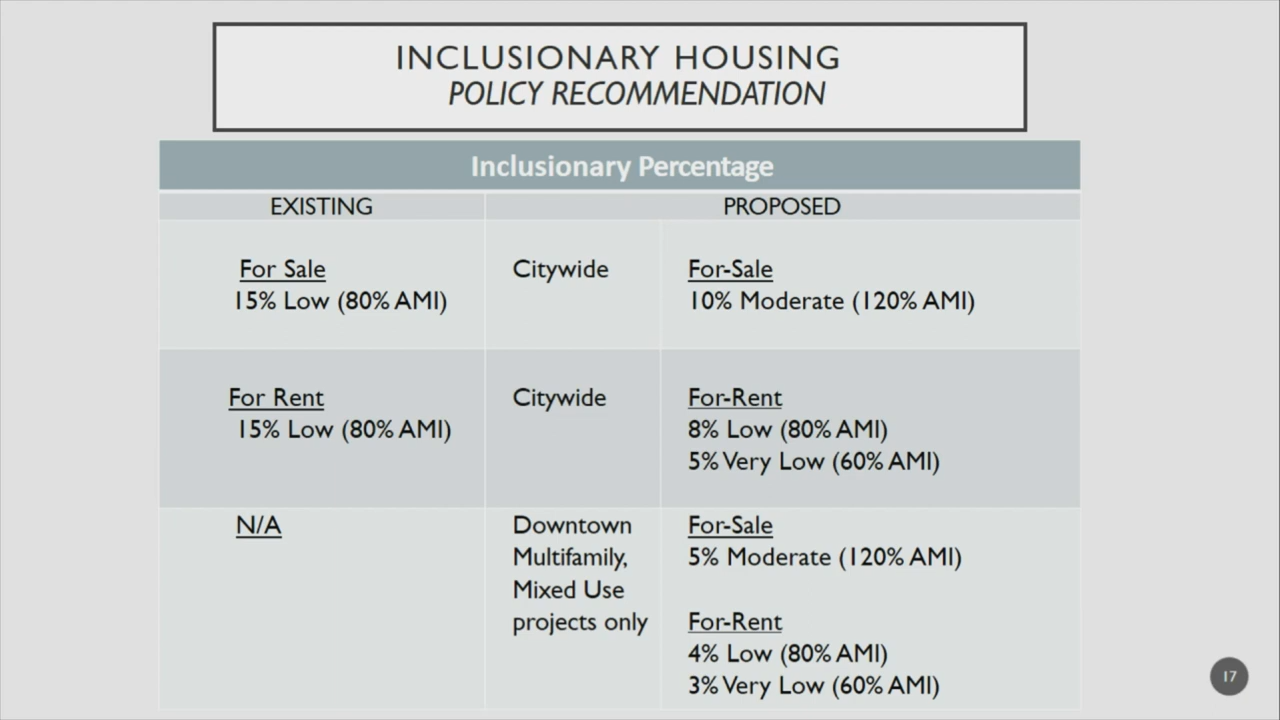 INCLUSIONARY HOUSING
POLICY RECOMMENDATION
Inclusionary Percentage
EXISTING
PROPOSED
For Sale
15% Low (80% AMI)
Citywide
For-Sale
10% Moderate (120% AMI)
For Rent
15% Low (80% AMI)
Citywide
For-Rent
8% Low (80% AMI)
5% Very Low (60% AMI)
N/A
Downtown
Multifamily,
Mixed Use
projects only
For-Sale
5% Moderate (120% AMI)
For-Rent
4% Low (80% AMI)
3% Very Low (60% AMI)
17